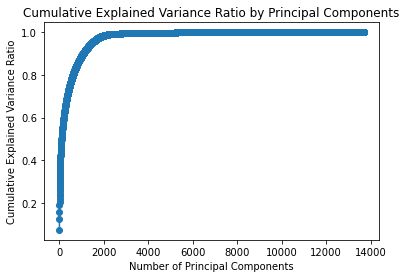 Cumulative Explained Variance Ratio by Principal Components
Cumulative Explained Variance Ratio
1.0
0.8
0.6
0.4
0.2
0 2000 4000 6000 8000 10000 12000 14000
Number of Principal Components